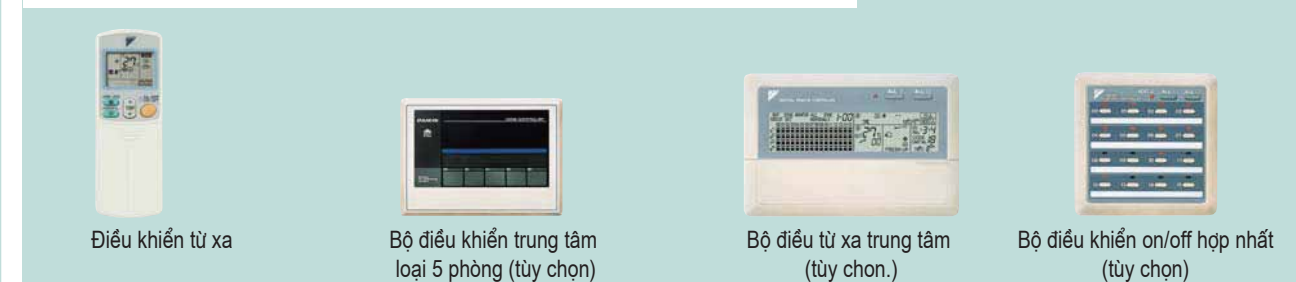 Điều khiển từ xa
Bộ điều khiển trung tâm
loại 5 phòng (tùy chọn)
Bộ điều từ xa trung tâm
(tùy chon.)
Bộ điều khiển on/off hợp nhất
(tùy chọn)